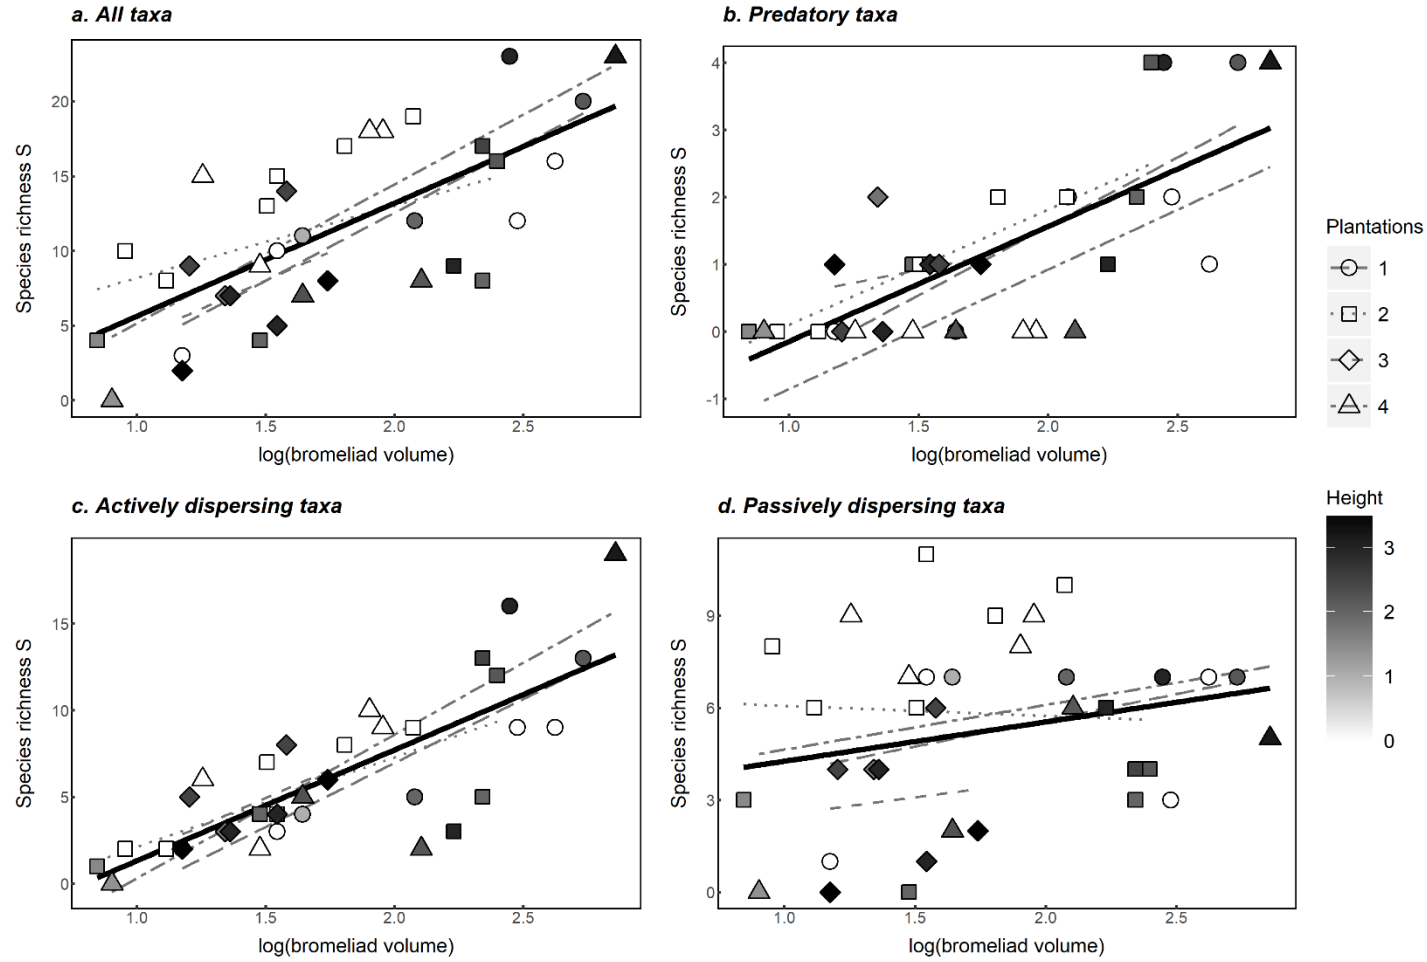 a. All taxa
20
15
10
5
0
Species richness S
1.0 1.5 2.0 2.5
log(bromeliad volume)
b. Predatory taxa
4
3
2
1
0
-1
Species richness S
1.0 1.5 2.0 2.5
log(bromeliad volume)
Plantations
1
2
3
4
c. Actively dispersing taxa
15
10
5
0
Species richness S
1.0 1.5 2.0 2.5
log(bromeliad volume)
d. Passively dispersing taxa
9
6
3
0
Species richness S
1.0 1.5 2.0 2.5
log(bromeliad volume)
Height
3
2
1
0